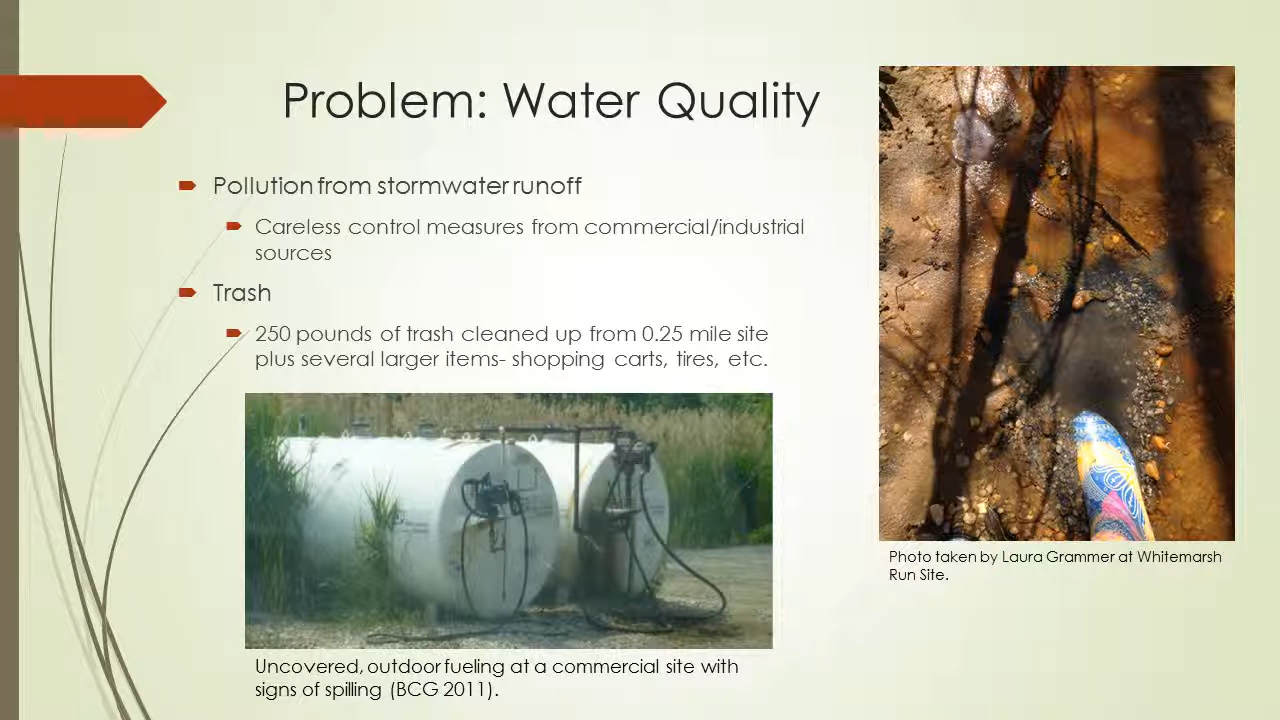 Problem: Water Quality
Pollution from stormwater runoff
Careless control measures from commercial/industrial
sources
Trash
250 pounds of trash cleaned up from 0.25 mile site
plus several larger items- shopping carts, tires, etc.
Uncovered, outdoor fueling at a commercial site with
signs of spilling (BCG 2011).
Photo taken by Laura Grammer at Whitemarsh
Run Site.